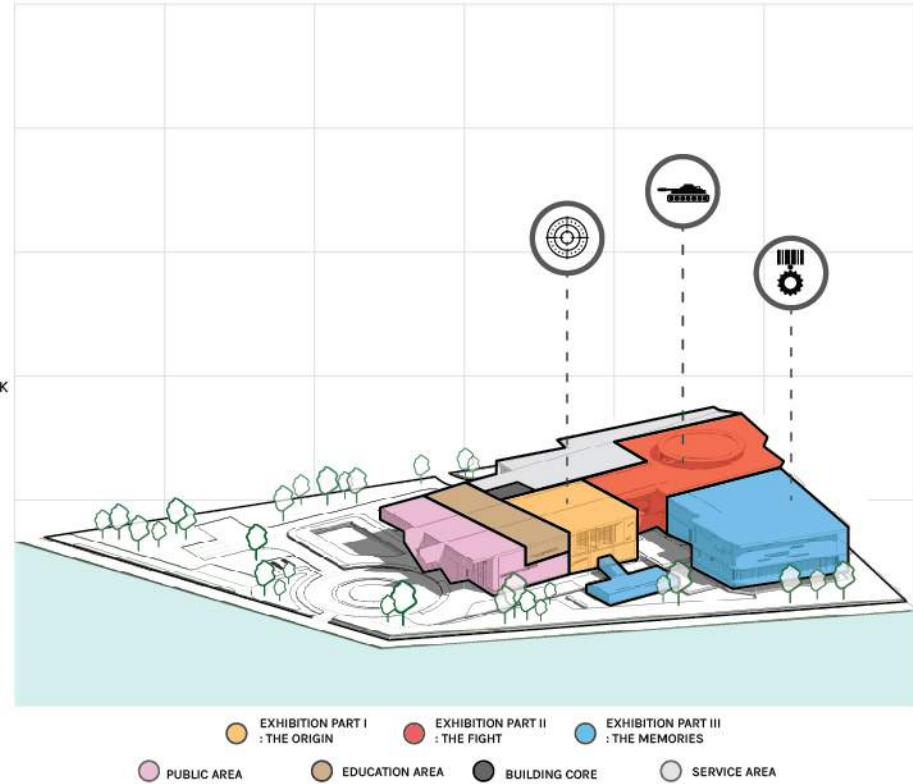 K
EXHIBITION PART I
: THE ORIGIN
EXHIBITION PART II
: THE FIGHT
EXHIBITION PART III
: THE MEMORIES
PUBLIC AREA
EDUCATION AREA
BUILDING CORE
SERVICE AREA